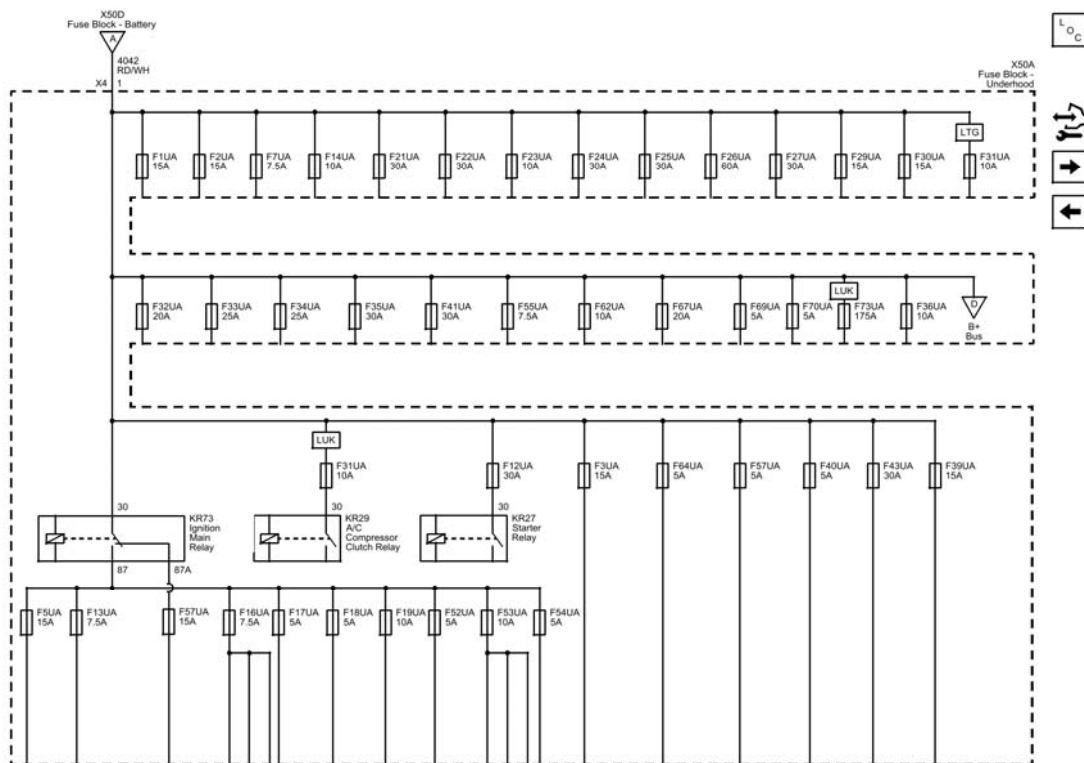 X50D
Fuse Block - Battery
A
4042
RD/WH
X4 1
X50A
Fuse Block -
Underhood
LOC
LTG
F1UA
15A
F2UA
15A
F7UA
7.5A
F14UA
10A
F21UA
30A
F22UA
30A
F23UA
10A
F24UA
30A
F25UA
30A
F26UA
60A
F27UA
30A
F29UA
15A
F30UA
15A
F31UA
10A
LUK
F32UA
20A
F33UA
25A
F34UA
25A
F35UA
30A
F41UA
30A
F55UA
7.5A
F62UA
10A
F67UA
20A
F69UA
5A
F70UA
5A
F73UA
175A
F36UA
10A
D
B+
Bus
LUK
F31UA
10A
F12UA
30A
F3UA
15A
F64UA
5A
F57UA
5A
F40UA
5A
F43UA
30A
F39UA
15A
30
KR73
Ignition
Main
Relay
87
87A
30
KR29
A/C
Compressor
Clutch Relay
30
KR27
Starter
Relay
F5UA
15A
F13UA
7.5A
F57UA
15A
F16UA
7.5A
F17UA
5A
F18UA
5A
F19UA
10A
F52UA
5A
F53UA
10A
F54UA
5A